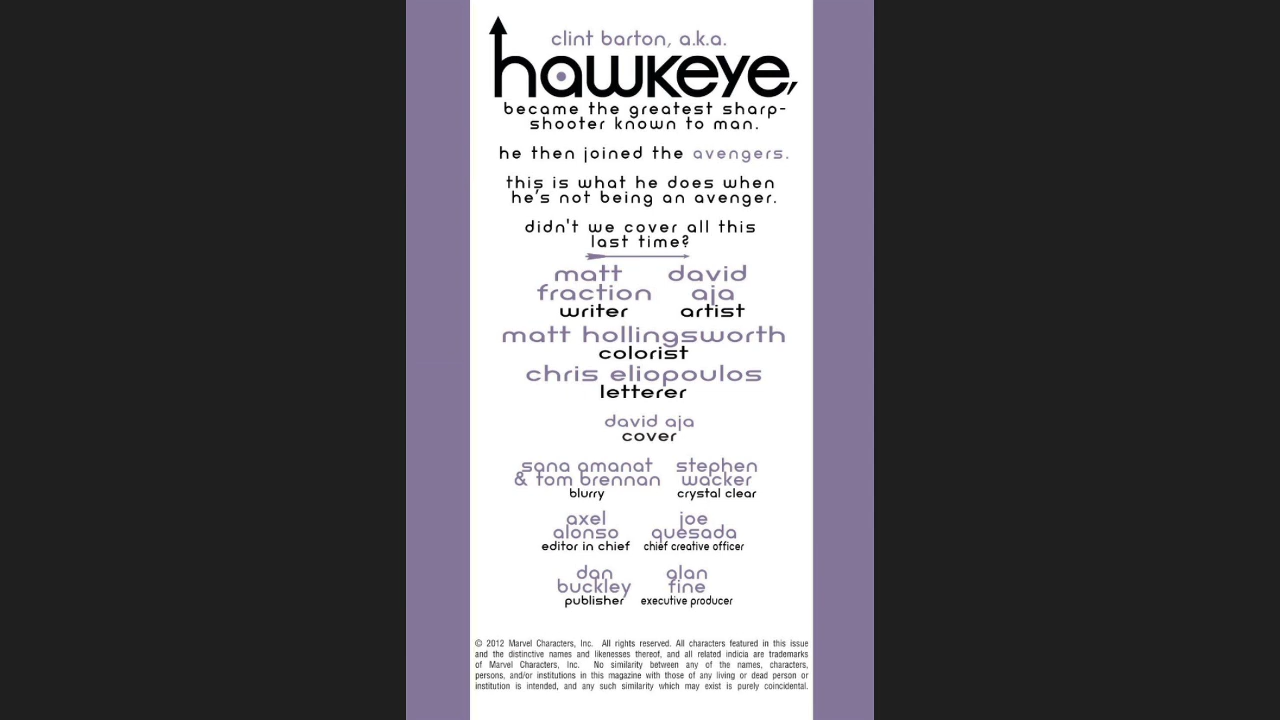 clint barton, a.k.a.
hawkeye,
became the greatest sharp-
shooter known to man.
he then joined the avengers.
this is what he does when
he's not being an avenger.
didn't we cover all this
last time?
matt david
fraction aja
writer artist
matt hollingsworth
colorist
chris eliopoulos
letterer
david aja
cover
sana amanat stephen
& tom brennan wacker
blurry crystal clear
axel joe
alonso quesada
editor in chief chief creative officer
dan alan
buckley fine
publisher executive producer
© 2012 Marvel Characters, Inc. All rights reserved. All characters featured in this issue
and the distinctive names and likenesses thereof, and all related indicia are trademarks
of Marvel Characters, Inc. No similarity between any of the names, characters,
persons, and/or institutions in this magazine with those of any living or dead person or
institution is intended, and any such similarity which may exist is purely coincidental.